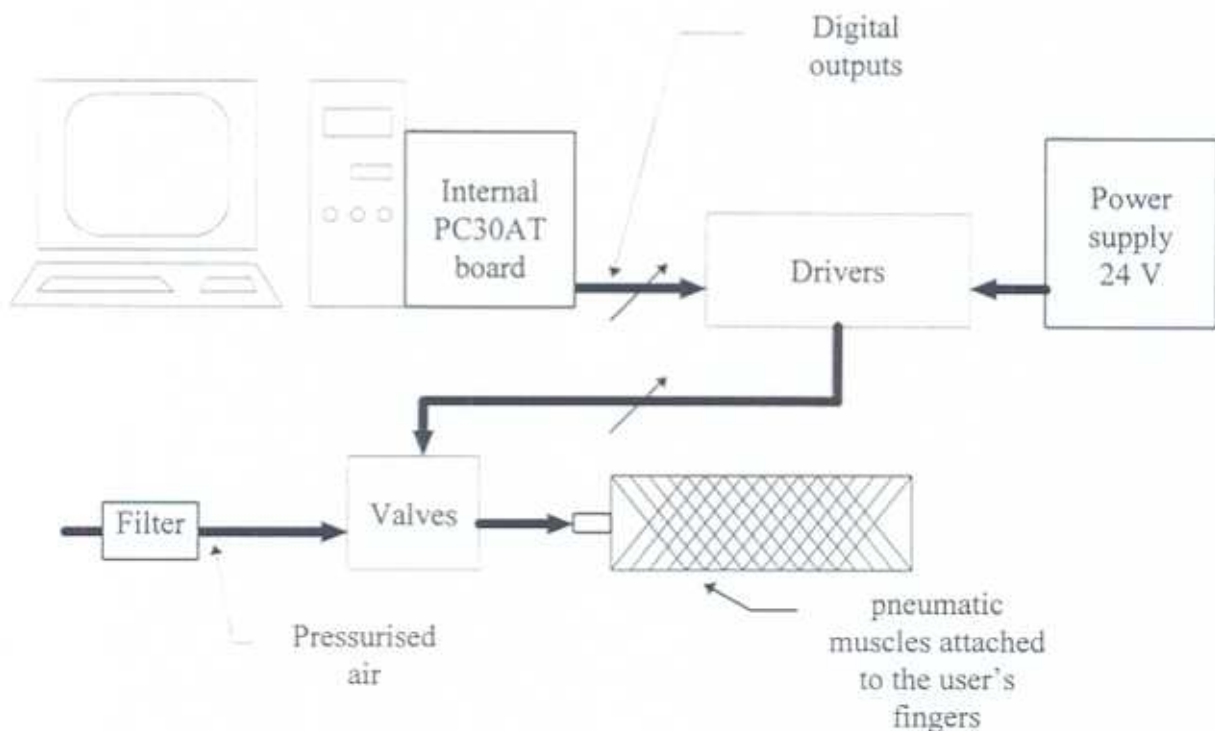 Digital
outputs
Internal
PC30AT
board
Drivers
Power
supply
24 V
Filter
Valves
Pressurised
air
pneumatic
muscles attached
to the user's
fingers